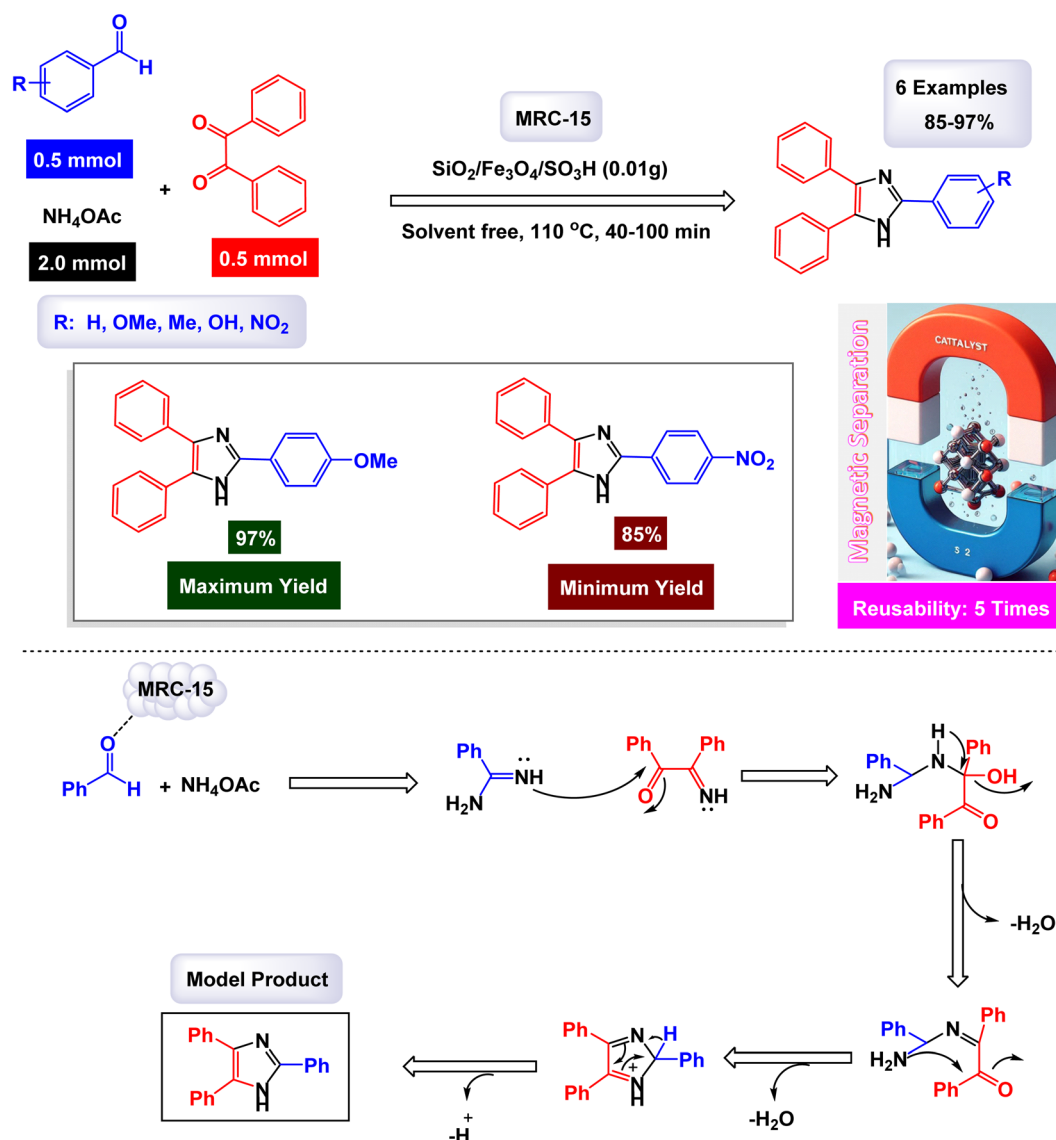 O
H
R
0.5 mmol
NH₄OAc
2.0 mmol
+
O
O
0.5 mmol
MRC-15
SiO₂/Fe₃O₄/SO₃H (0.01g)
Solvent free, 110 °C, 40-100 min
6 Examples
85-97%
N
N
H
R
R: H, OMe, Me, OH, NO₂
N
N
H
OMe
97%
Maximum Yield
N
N
H
NO₂
85%
Minimum Yield
Magnetic Separation
CATTALYST
S 2
Reusability: 5 Times
MRC-15
O
Ph
H
+ NH₄OAc
Ph
NH
H₂N
Ph
Ph
O
NH
H
Ph
N
Ph
OH
H₂N
O
Ph
-H₂O
Model Product
Ph
N
Ph
Ph
N
H
+
-H
Ph
N
H
Ph
+
Ph
NH
-H₂O
Ph
N
Ph
H₂N
Ph
O